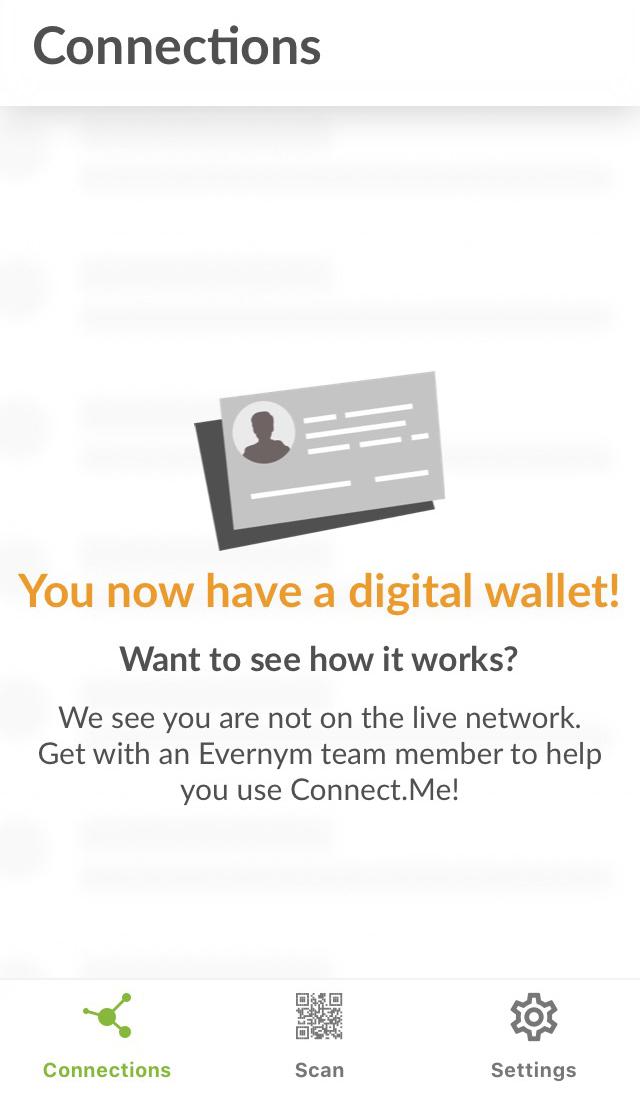 Connections
You now have a digital wallet!
Want to see how it works?
We see you are not on the live network.
Get with an Evernym team member to help
you use Connect.Me!
Connections
Scan
Settings